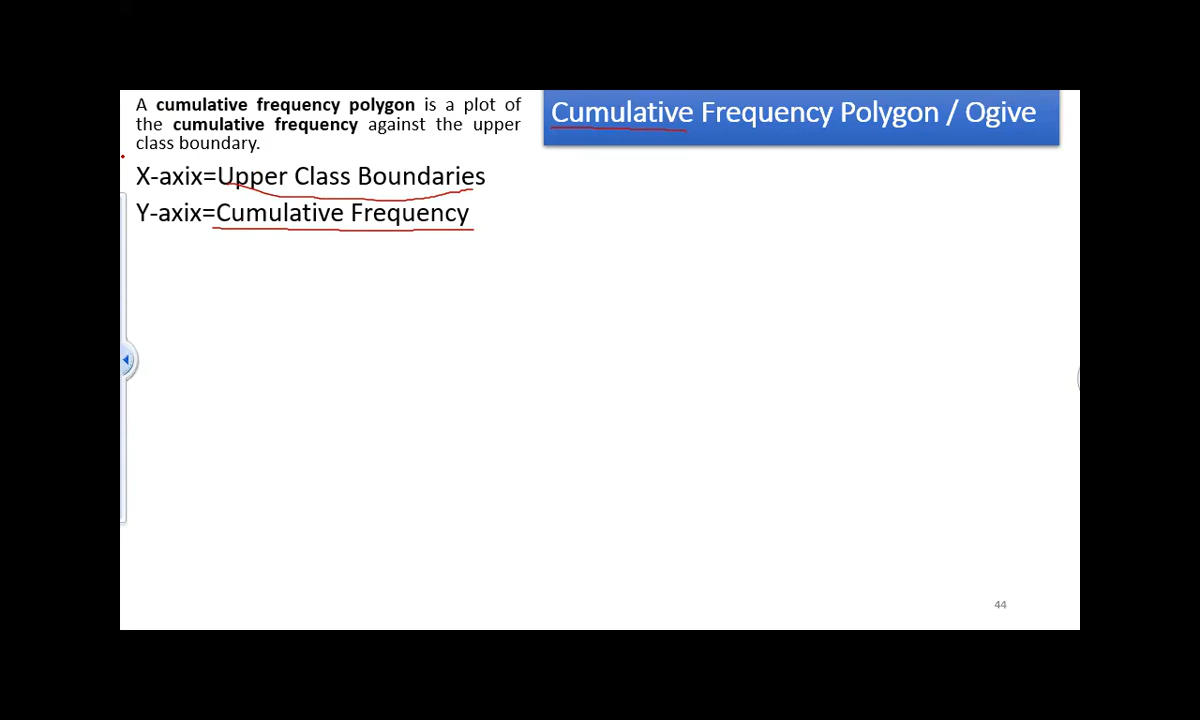 A cumulative frequency polygon is a plot of
the cumulative frequency against the upper
class boundary.
Cumulative Frequency Polygon / Ogive
X-axix=Upper Class Boundaries
Y-axix=Cumulative Frequency
44